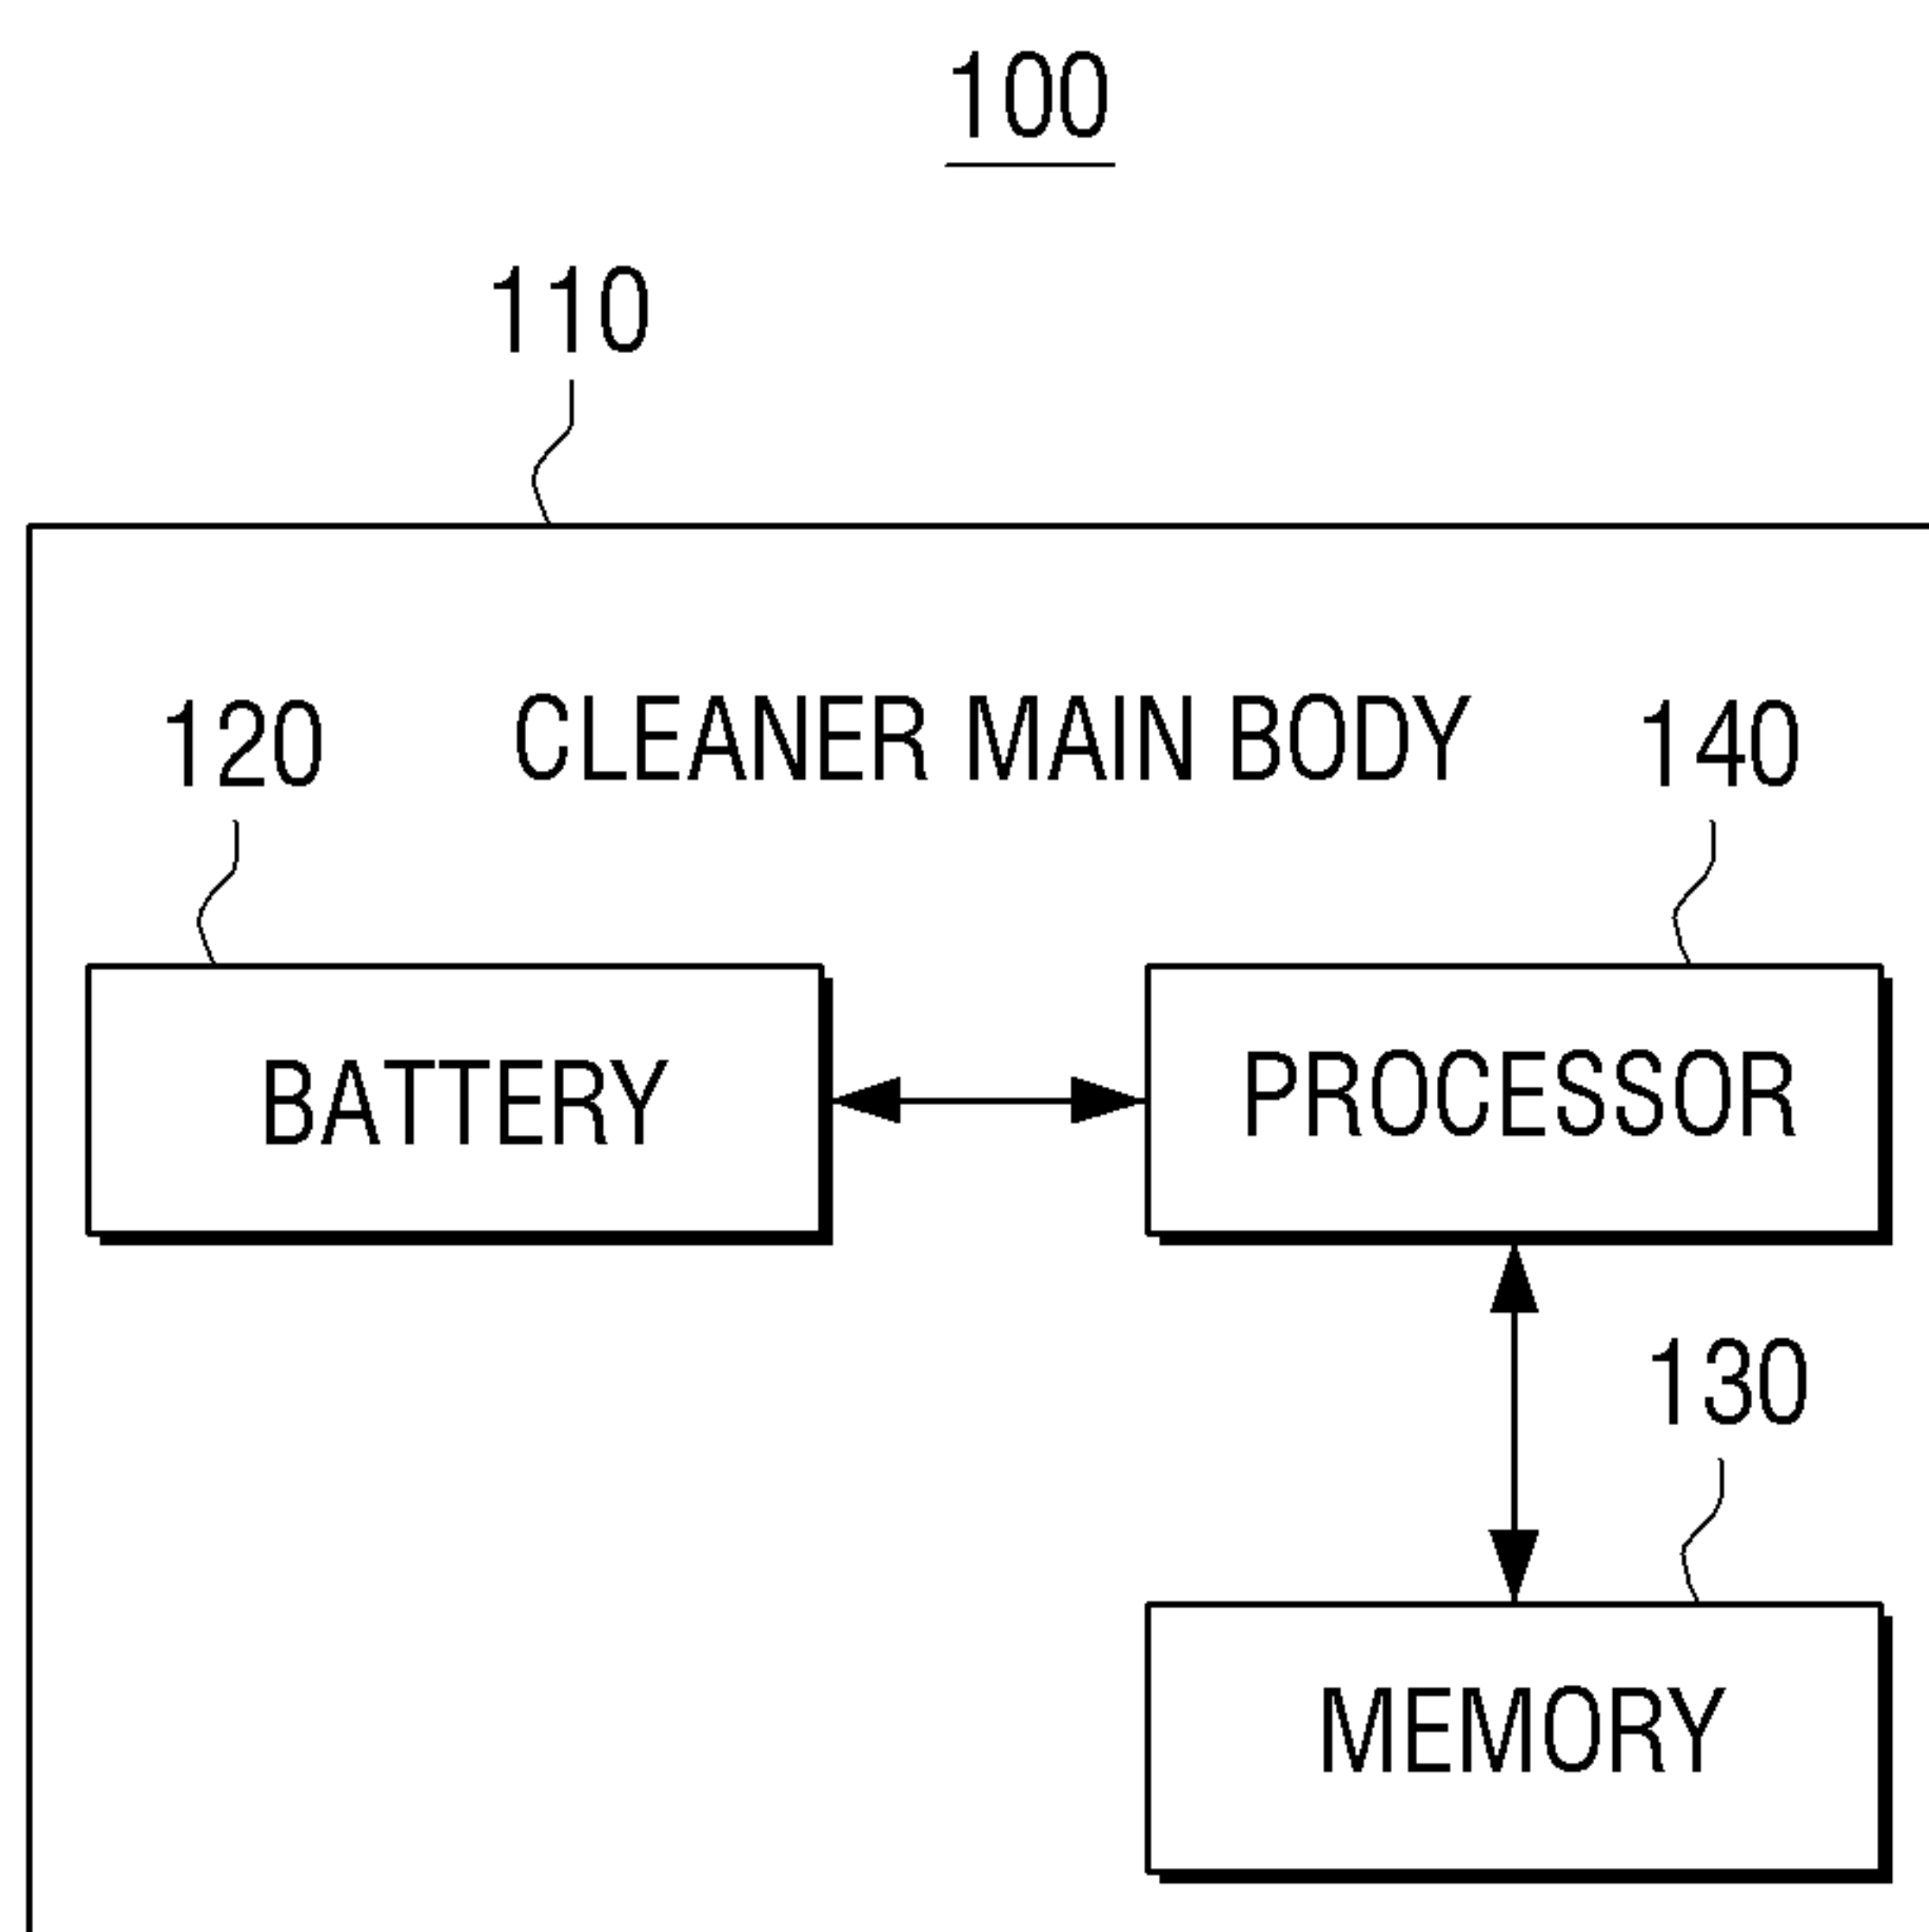 100
110
120 CLEANER MAIN BODY 140
BATTERY PROCESSOR
130
MEMORY